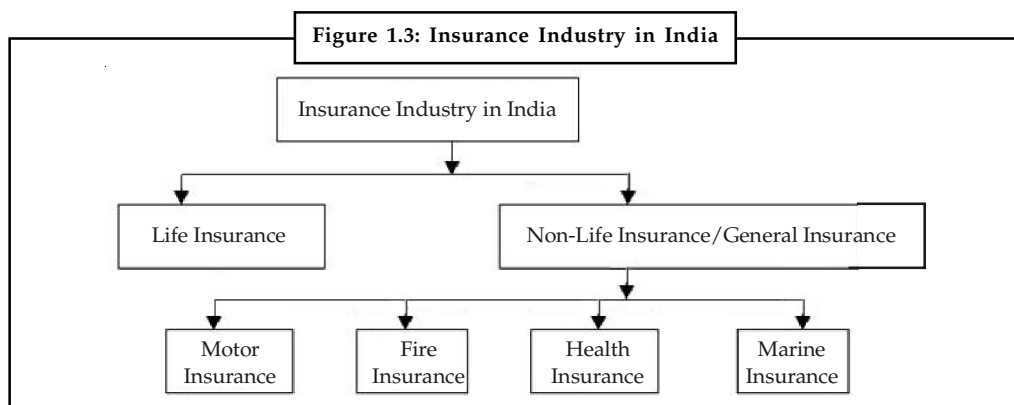 Figure 1.3: Insurance Industry in India
Insurance Industry in India
Life Insurance
Non-Life Insurance/General Insurance
Motor
Insurance
Fire
Insurance
Health
Insurance
Marine
Insurance